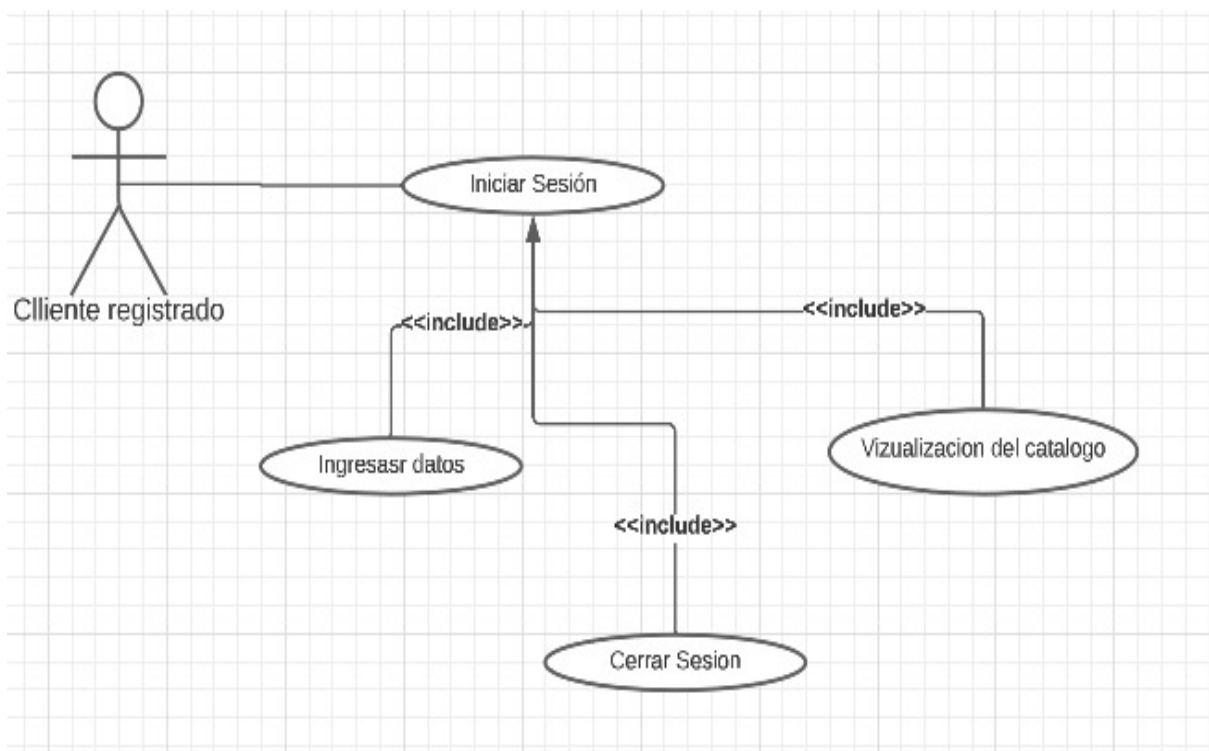 Iniciar Sesión
Clliente registrado
<<include>>
<<include>>
Ingresasr datos
Vizualizacion del catalogo
<<include>>
Cerrar Sesion